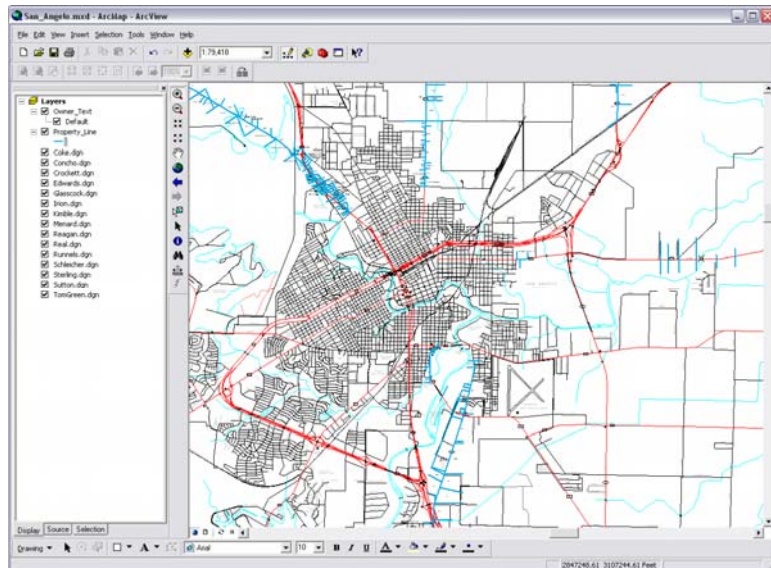 San_Angelo.mxd - ArcMap - ArcView
File Edit View Insert Selection Tools Window Help
1:79,418
100%
Layers
Owner_Text
Default
Property_Line
Coke.dgn
Concho.dgn
Crockett.dgn
Edwards.dgn
Glasscock.dgn
Irion.dgn
Kimble.dgn
Menard.dgn
Reagan.dgn
Real.dgn
Runnels.dgn
Schleicher.dgn
Sterling.dgn
Sutton.dgn
TomGreen.dgn
Display Source Selection
Drawing A Arial 10 B I U A
2847248.61 3107244.61 Feet